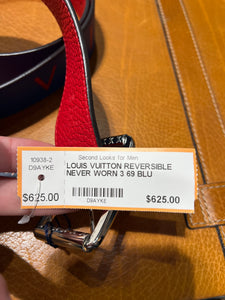 10938-2
D9AYKE
$625.00
Second Looks for Men
LOUIS VUITTON REVERSIBLE
NEVER WORN 3 69 BLU
D9AYKE
$625.00